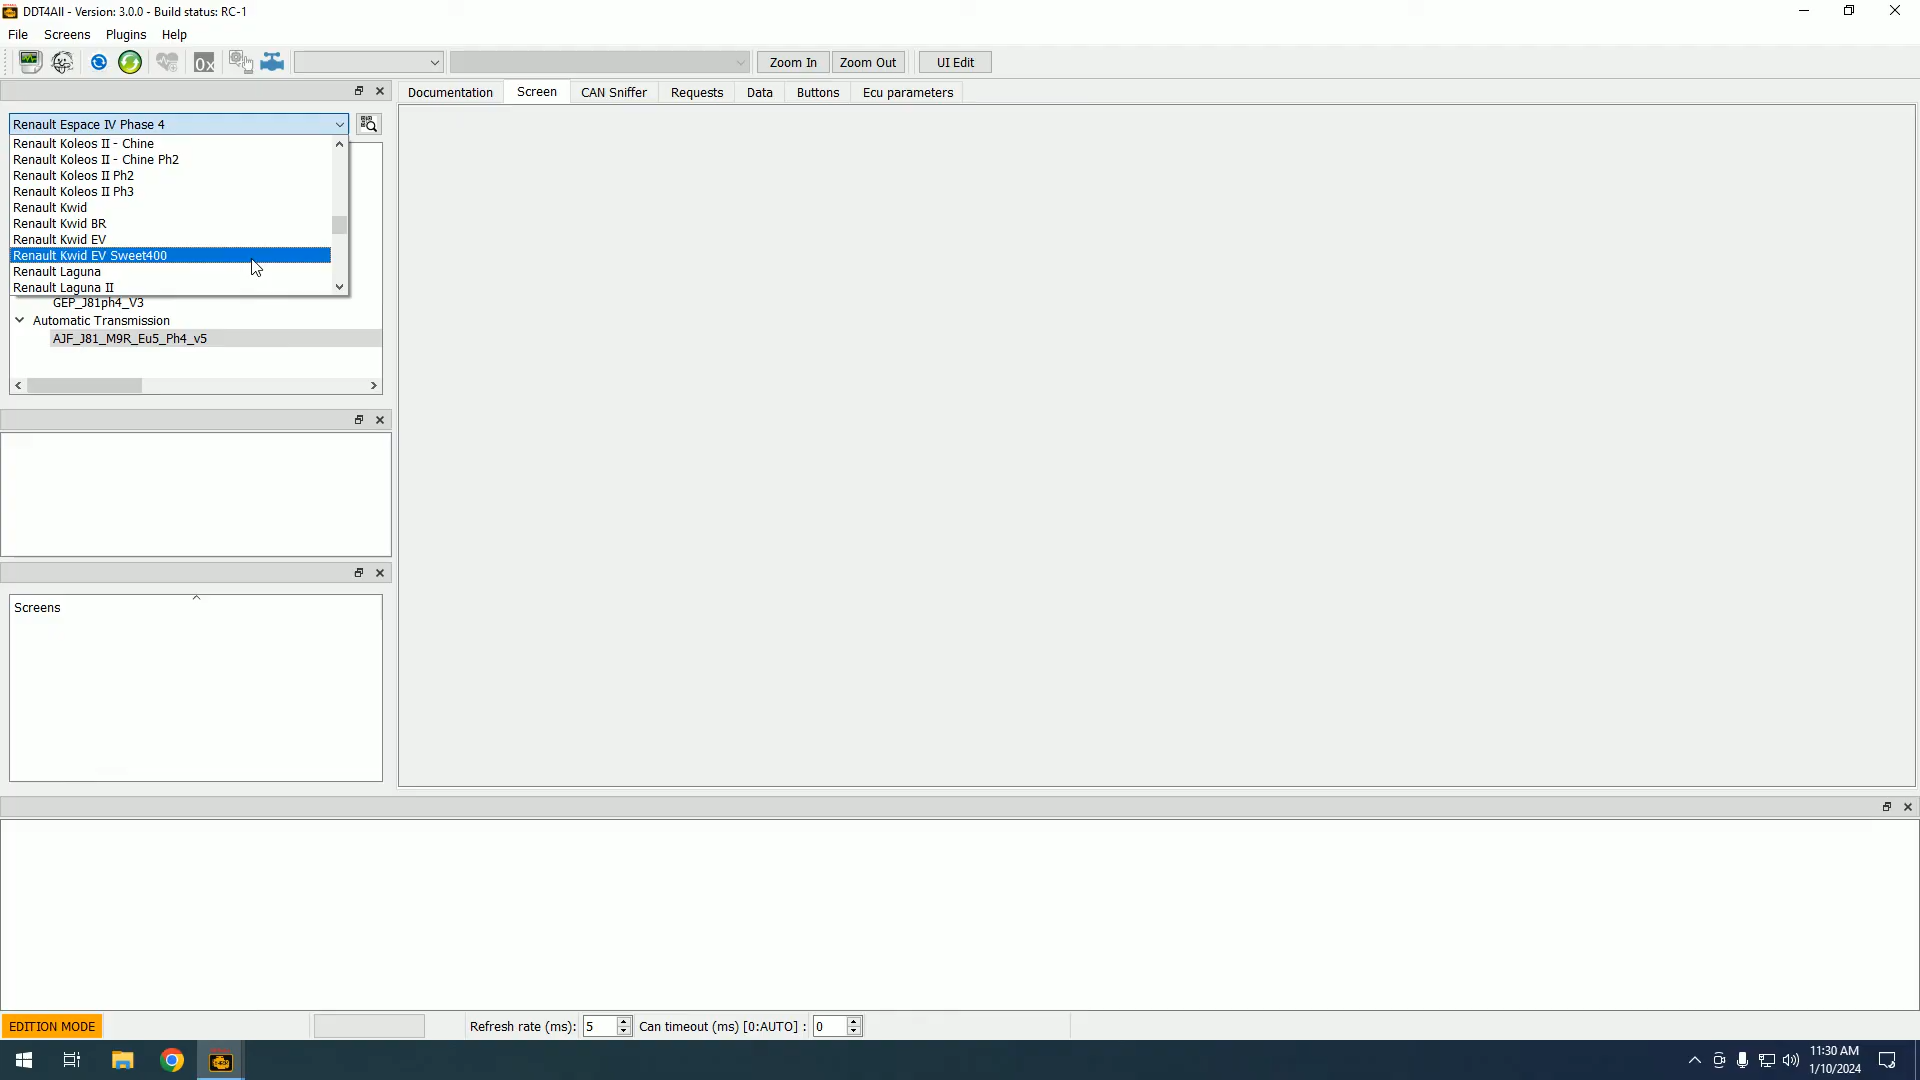 DDT4All - Version: 3.0.0 - Build status: RC-1
File Screens Plugins Help
0x Zoom In Zoom Out UI Edit
Documentation Screen CAN Sniffer Requests Data Buttons Ecu parameters
Renault Espace IV Phase 4
Renault Koleos II - Chine
Renault Koleos II - Chine Ph2
Renault Koleos II Ph2
Renault Koleos II Ph3
Renault Kwid
Renault Kwid BR
Renault Kwid EV
Renault Kwid EV Sweet400
Renault Laguna
Renault Laguna II
GEP_J81ph4_V3
Automatic Transmission
AJF_J81_M9R_Eu5_Ph4_v5
Screens
EDITION MODE Refresh rate (ms): 5 Can timeout (ms) [0:AUTO] : 0
11:30 AM
1/10/2024